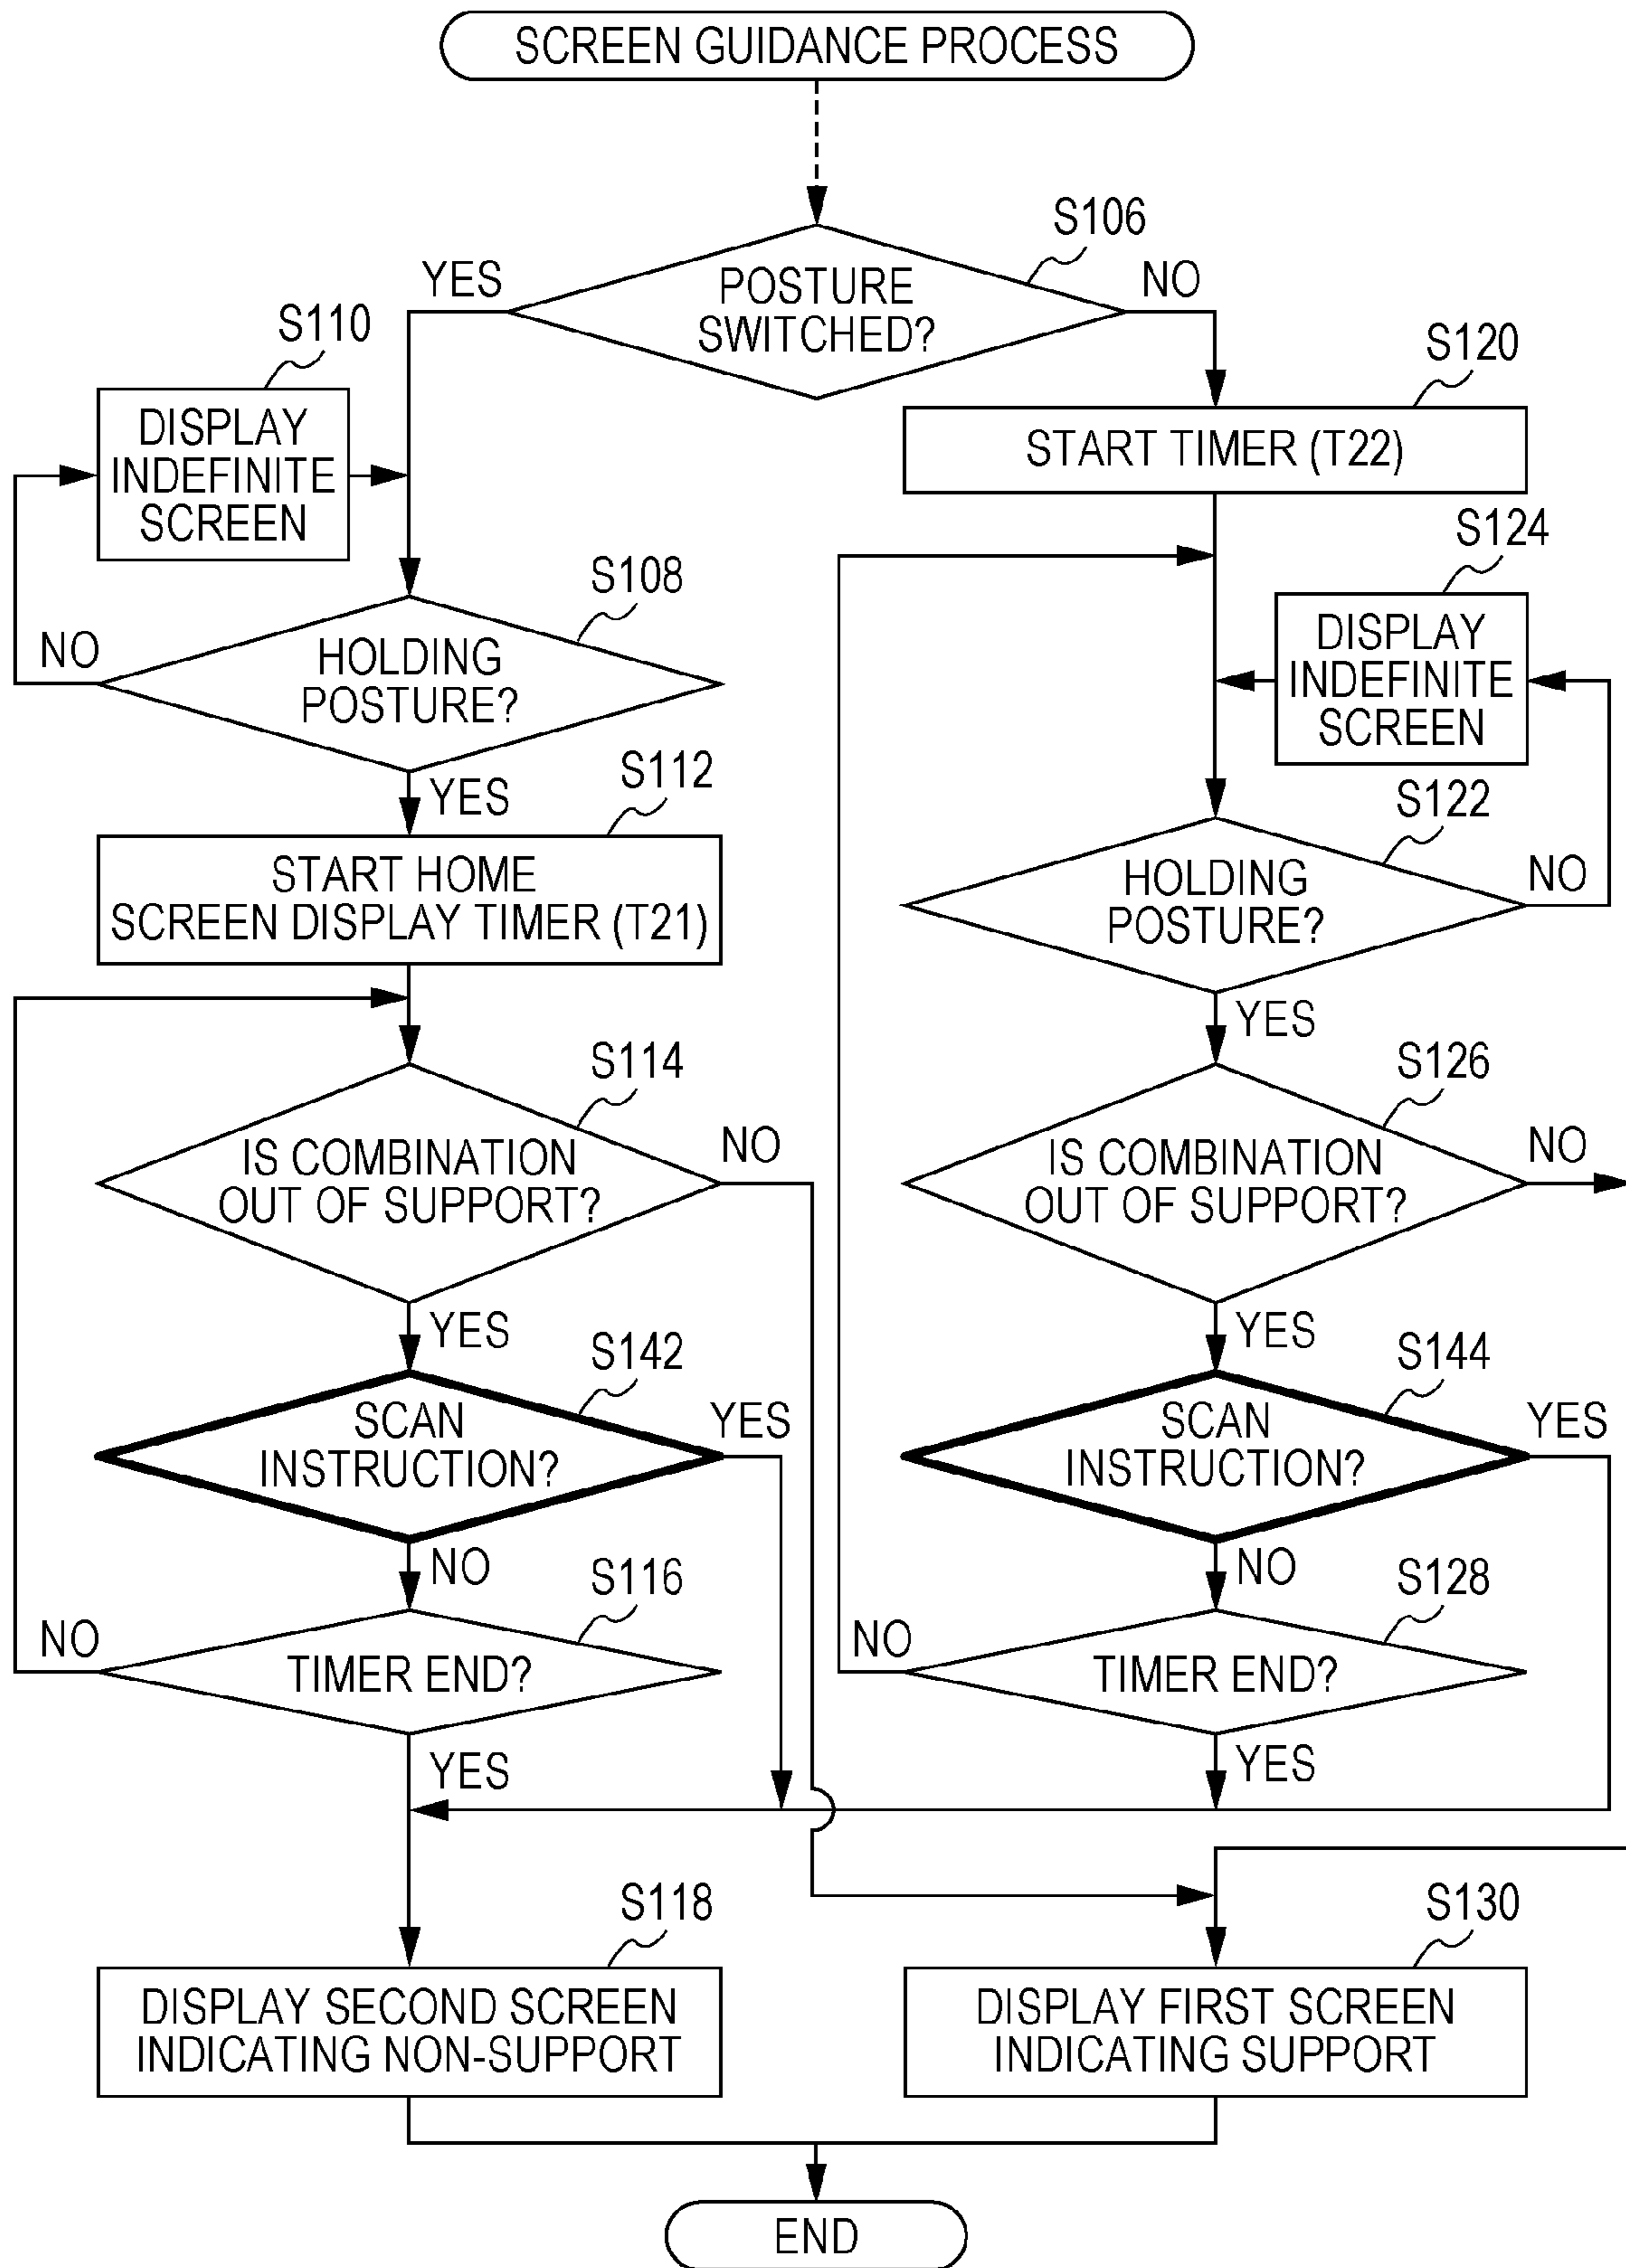 SCREEN GUIDANCE PROCESS
S106
YES
POSTURE
SWITCHED?
NO
S110
DISPLAY
INDEFINITE
SCREEN
S120
START TIMER (T22)
S108
NO
HOLDING
POSTURE?
YES
S124
DISPLAY
INDEFINITE
SCREEN
S112
START HOME
SCREEN DISPLAY TIMER (T21)
S122
HOLDING
POSTURE?
NO
YES
S114
IS COMBINATION
OUT OF SUPPORT?
NO
YES
S126
IS COMBINATION
OUT OF SUPPORT?
NO
YES
S142
SCAN
INSTRUCTION?
YES
NO
S144
SCAN
INSTRUCTION?
YES
NO
S116
NO
TIMER END?
YES
S128
NO
TIMER END?
YES
S118
DISPLAY SECOND SCREEN
INDICATING NON-SUPPORT
S130
DISPLAY FIRST SCREEN
INDICATING SUPPORT
END